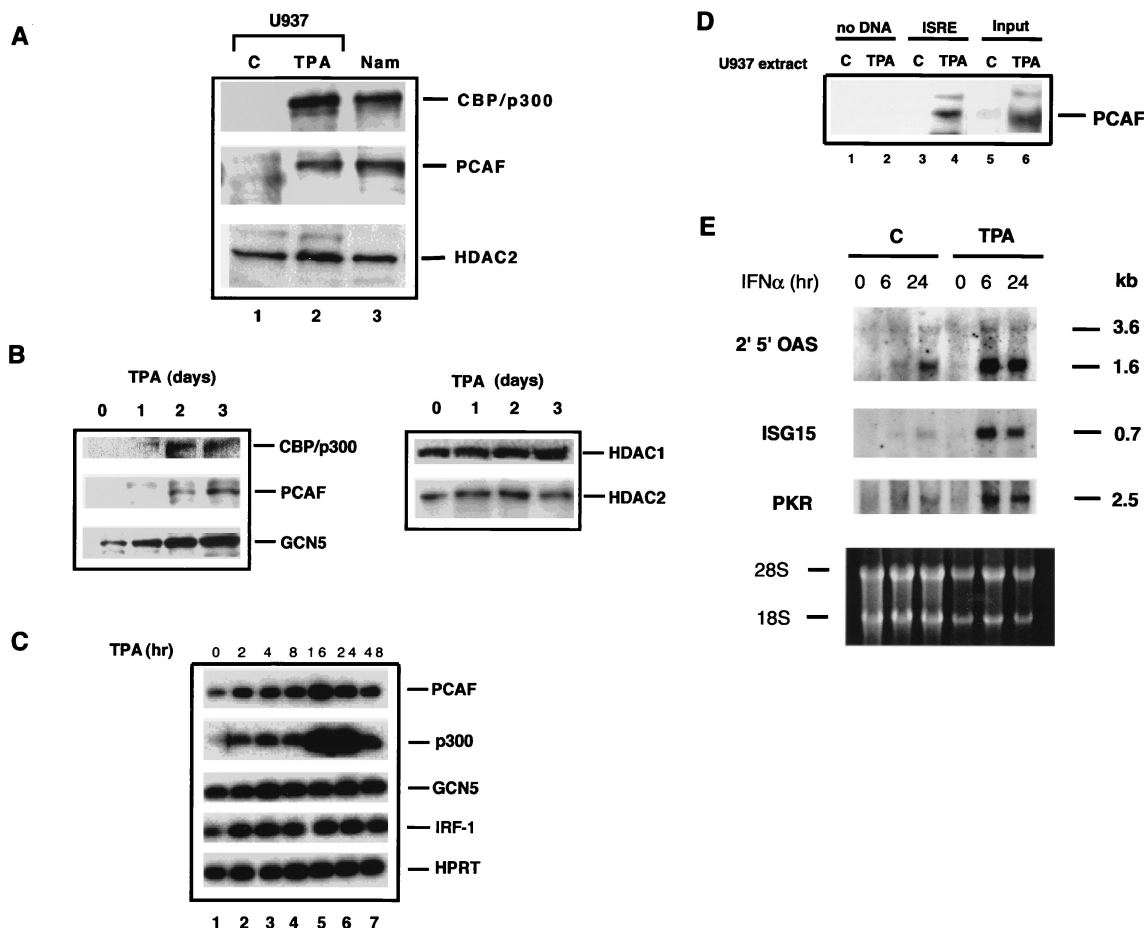 A
U937
C TPA Nam
CBP/p300
PCAF
HDAC2
1 2 3
B
TPA (days)
0 1 2 3
CBP/p300
PCAF
GCN5
TPA (days)
0 1 2 3
HDAC1
HDAC2
C
TPA (hr) 0 2 4 8 16 24 48
PCAF
p300
GCN5
IRF-1
HPRT
1 2 3 4 5 6 7
D
no DNA ISRE Input
U937 extract C TPA C TPA C TPA
PCAF
1 2 3 4 5 6
E
C TPA
IFNα (hr) 0 6 24 0 6 24 kb
2' 5' OAS
3.6
1.6
ISG15 0.7
PKR 2.5
28S
18S